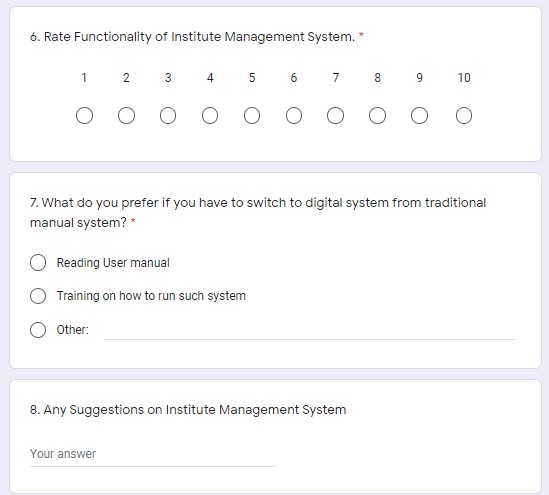 6. Rate Functionality of Institute Management System. *
1 2 3 4 5 6 7 8 9 10
7. What do you prefer if you have to switch to digital system from traditional
manual system? *
Reading User manual
Training on how to run such system
Other:
8. Any Suggestions on Institute Management System
Your answer